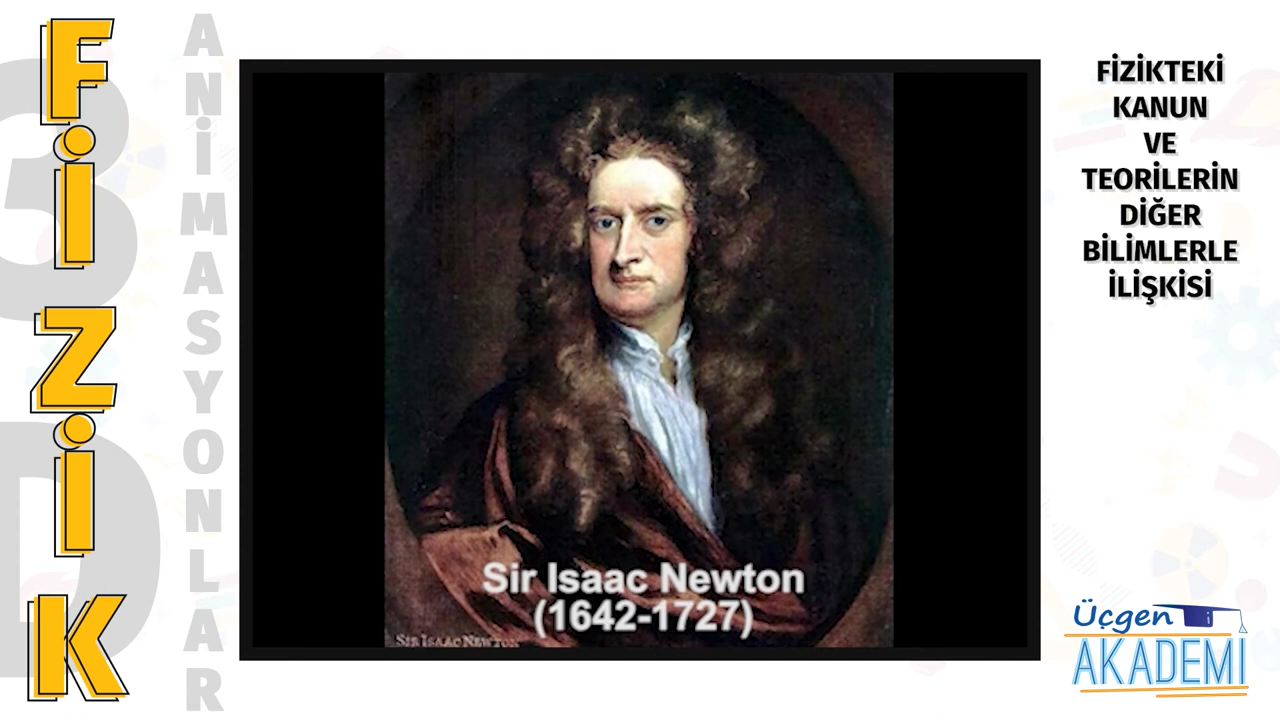 FİZİK
3D
ANİMASYONLAR
Sir Isaac Newton
(1642-1727)
SIR ISAAC NEWTON
FİZİKTEKİ
KANUN
VE
TEORİLERİN
DİĞER
BİLİMLERLE
İLİŞKİSİ
Üçgen
AKADEMİ